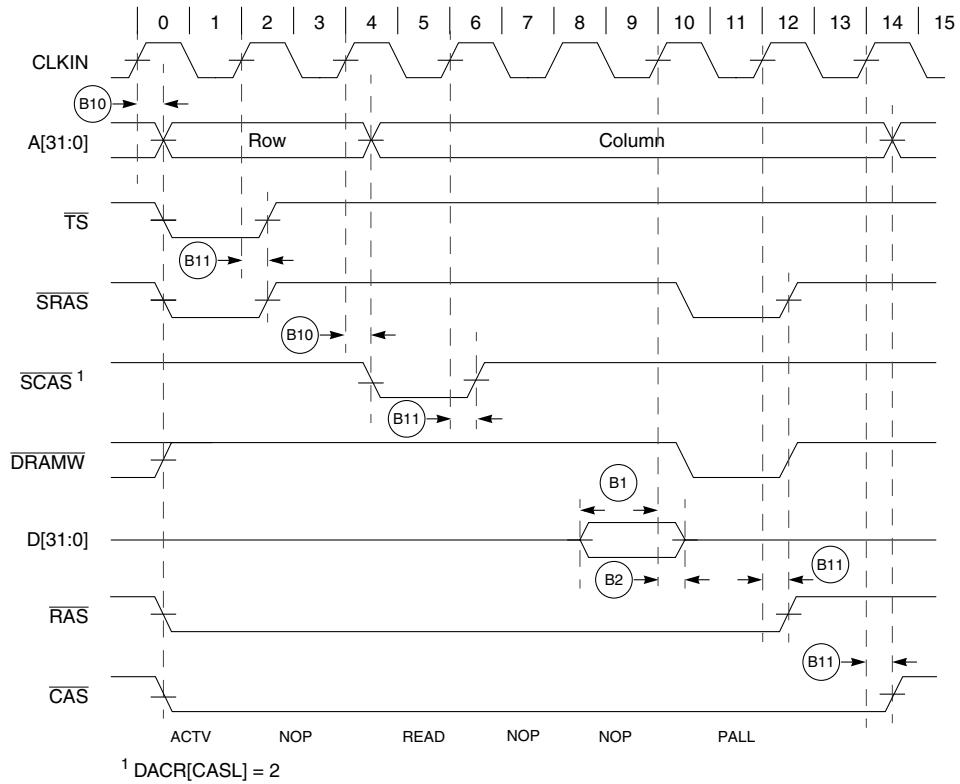 0 1 2 3 4 5 6 7 8 9 10 11 12 13 14 15
CLKIN
B10
A[31:0] Row Column
TS
B11
SRAS
B10
SCAS 1
B11
DRAMW
B1
D[31:0]
B2 B11
RAS
B11
CAS
ACTV NOP READ NOP NOP PALL
1 DACR[CASL] = 2